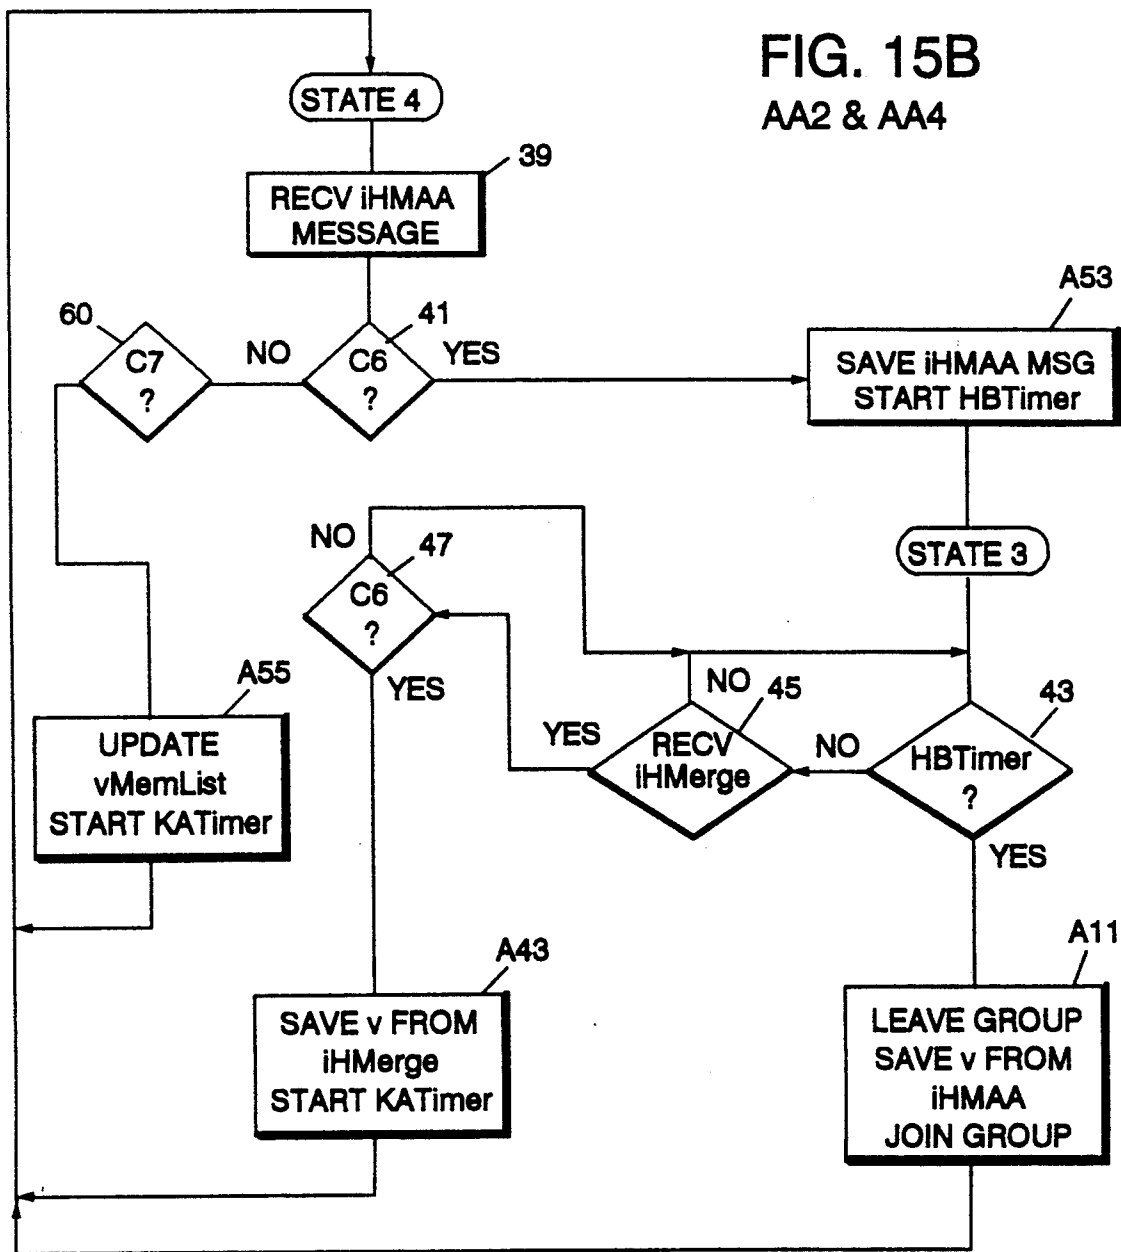 FIG. 15B
AA2 & AA4
STATE 4
39
RECV iHMAA
MESSAGE
A53
60
41
C7
?
NO
C6
?
YES
SAVE iHMAA MSG
START HBTimer
NO
47
STATE 3
C6
?
YES
A55
UPDATE
vMemList
START KATimer
NO
45
43
YES
RECV
iHMerge
NO
HBTimer
?
YES
A43
SAVE v FROM
iHMerge
START KATimer
A11
LEAVE GROUP
SAVE v FROM
iHMAA
JOIN GROUP